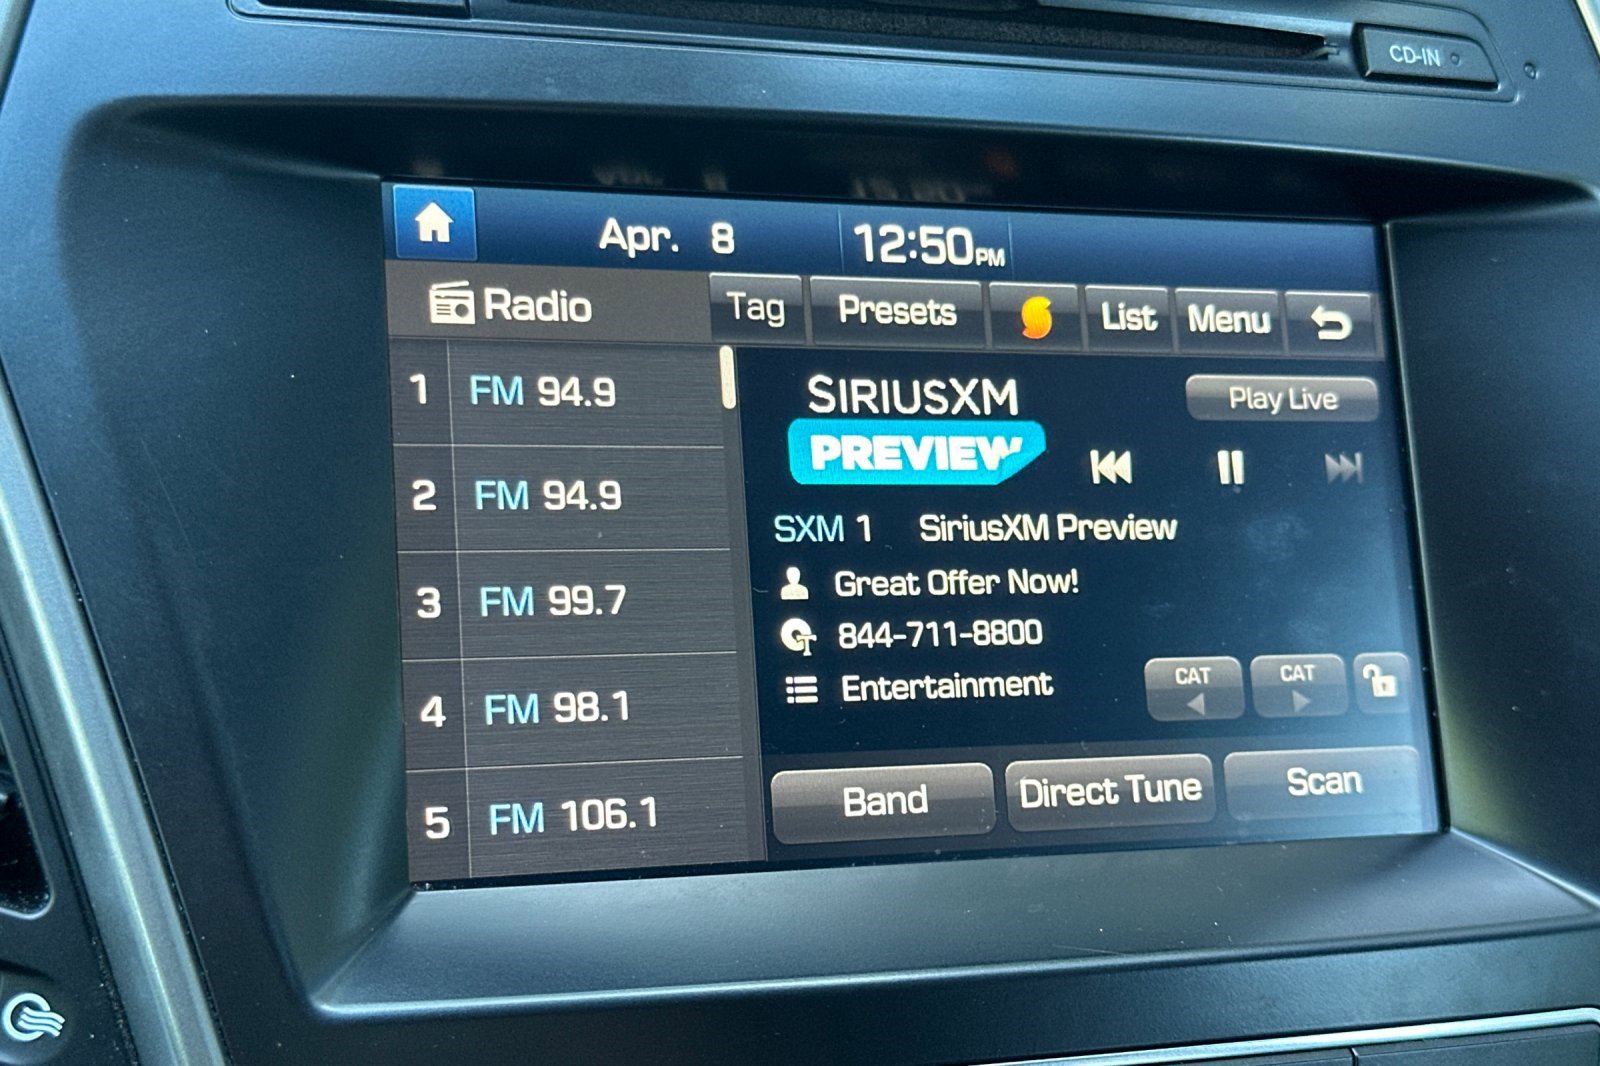 CD-IN
Apr. 8 12:50PM
Radio Tag Presets List Menu
1 FM 94.9
2 FM 94.9
3 FM 99.7
4 FM 98.1
5 FM 106.1
SIRIUSXM
PREVIEW
Play Live
SXM 1 SiriusXM Preview
Great Offer Now!
844-711-8800
Entertainment
CAT CAT
Band Direct Tune Scan